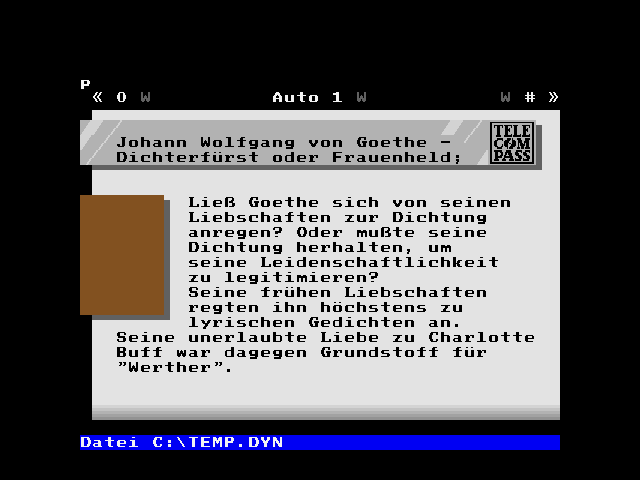 P
« 0 W Auto 1 W W # »
Johann Wolfgang von Goethe –
Dichterfürst oder Frauenheld;
TELE
COM
PASS
Ließ Goethe sich von seinen
Liebschaften zur Dichtung
anregen? Oder mußte seine
Dichtung herhalten, um
seine Leidenschaftlichkeit
zu legitimieren?
Seine frühen Liebschaften
regten ihn höchstens zu
lyrischen Gedichten an.
Seine unerlaubte Liebe zu Charlotte
Buff war dagegen Grundstoff für
"Werther".
Datei C:\TEMP.DYN